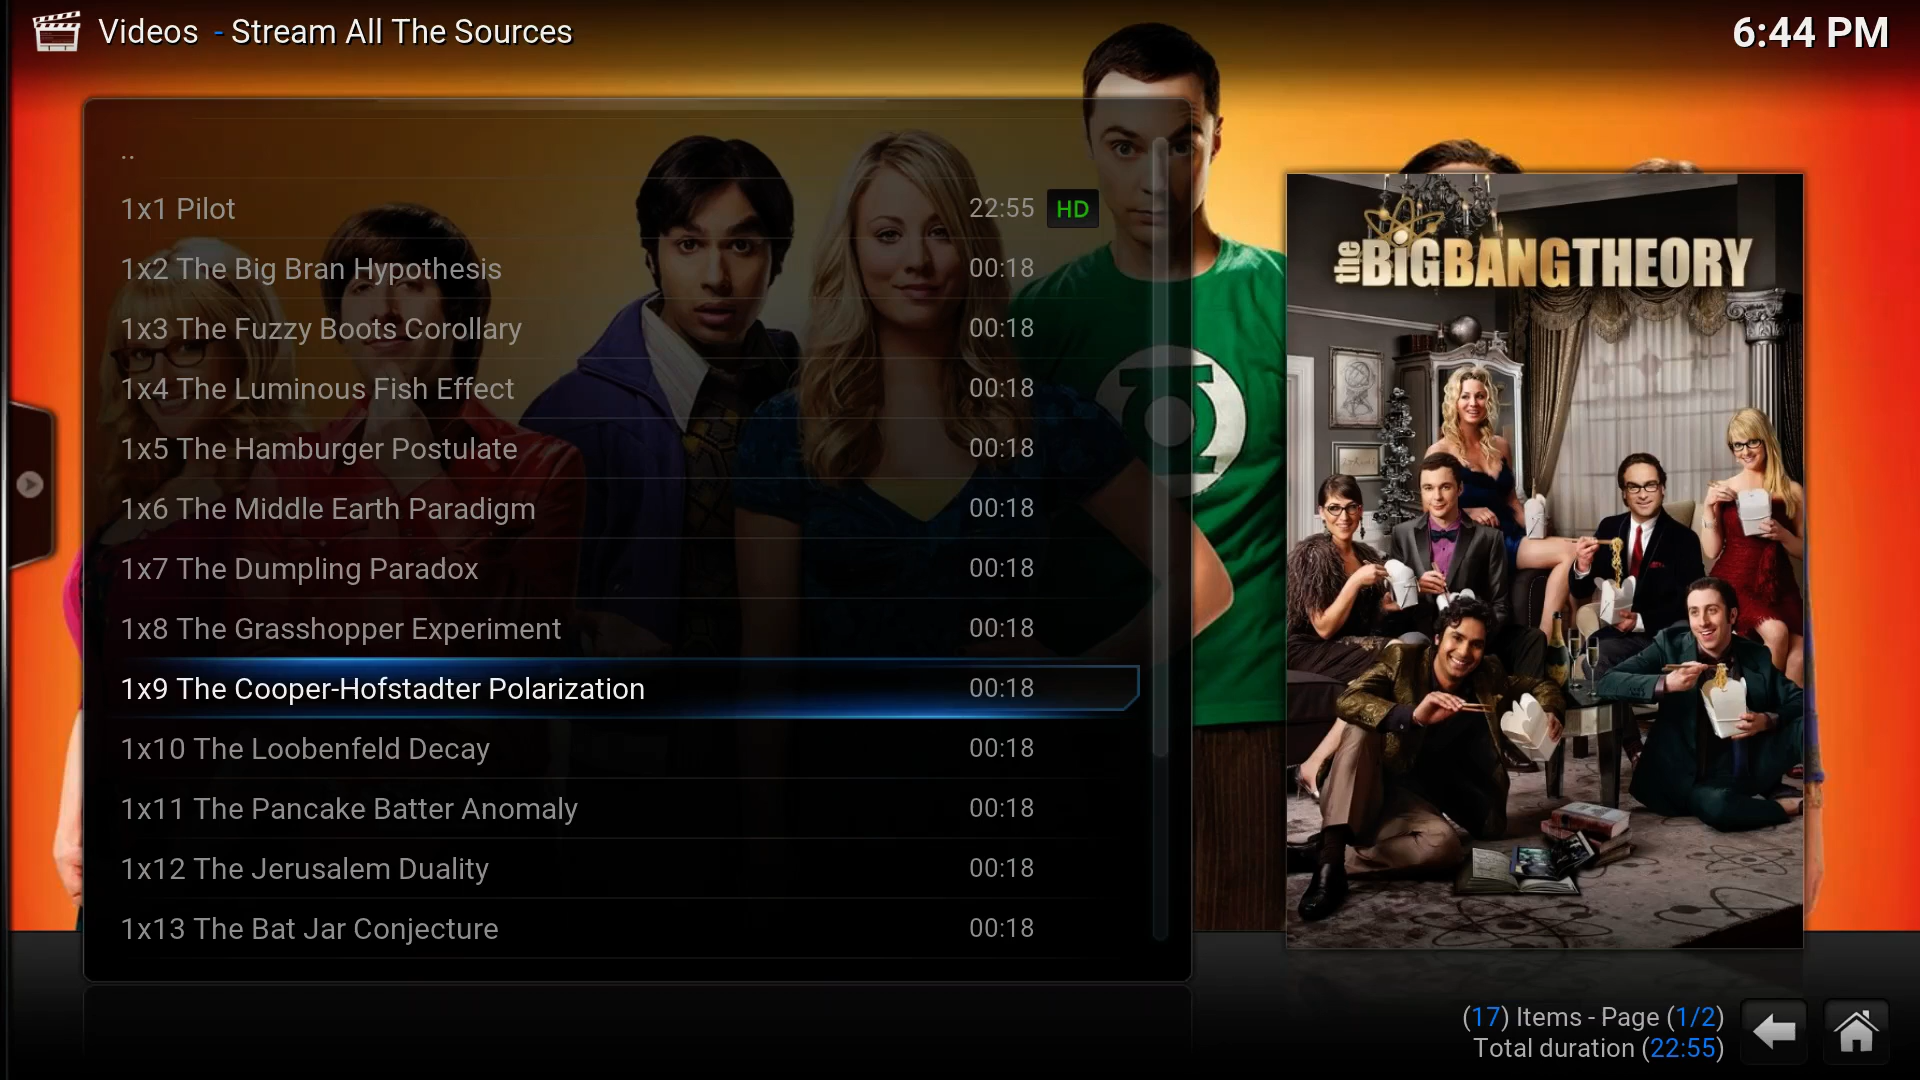 Videos - Stream All The Sources
6:44 PM
..
1x1 Pilot 22:55 HD
1x2 The Big Bran Hypothesis 00:18
1x3 The Fuzzy Boots Corollary 00:18
1x4 The Luminous Fish Effect 00:18
1x5 The Hamburger Postulate 00:18
1x6 The Middle Earth Paradigm 00:18
1x7 The Dumpling Paradox 00:18
1x8 The Grasshopper Experiment 00:18
1x9 The Cooper-Hofstadter Polarization 00:18
1x10 The Loobenfeld Decay 00:18
1x11 The Pancake Batter Anomaly 00:18
1x12 The Jerusalem Duality 00:18
1x13 The Bat Jar Conjecture 00:18
the BIGBANGTHEORY
(17) Items - Page (1/2)
Total duration (22:55)